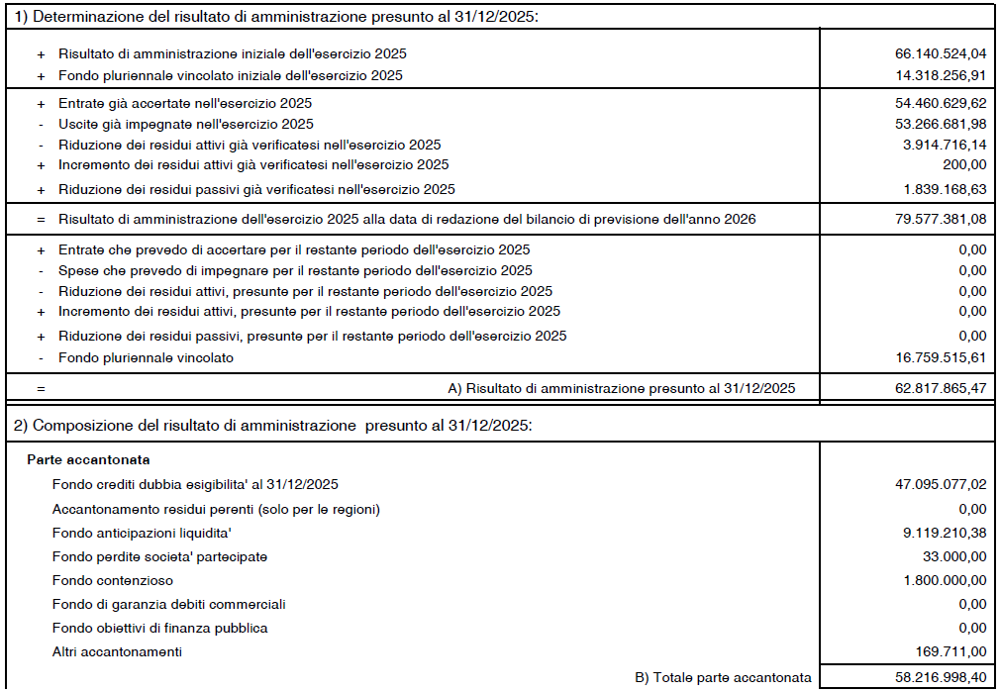 1) Determinazione del risultato di amministrazione presunto al 31/12/2025:
+ Risultato di amministrazione iniziale dell'esercizio 2025 66.140.524,04
+ Fondo pluriennale vincolato iniziale dell'esercizio 2025 14.318.256,91
+ Entrate già accertate nell'esercizio 2025 54.460.629,62
- Uscite già impegnate nell'esercizio 2025 53.266.681,98
- Riduzione dei residui attivi già verificatesi nell'esercizio 2025 3.914.716,14
+ Incremento dei residui attivi già verificatesi nell'esercizio 2025 200,00
+ Riduzione dei residui passivi già verificatesi nell'esercizio 2025 1.839.168,63
= Risultato di amministrazione dell'esercizio 2025 alla data di redazione del bilancio di previsione dell'anno 2026 79.577.381,08
+ Entrate che prevedo di accertare per il restante periodo dell'esercizio 2025 0,00
- Spese che prevedo di impegnare per il restante periodo dell'esercizio 2025 0,00
- Riduzione dei residui attivi, presunte per il restante periodo dell'esercizio 2025 0,00
+ Incremento dei residui attivi, presunte per il restante periodo dell'esercizio 2025 0,00
+ Riduzione dei residui passivi, presunte per il restante periodo dell'esercizio 2025 0,00
- Fondo pluriennale vincolato 16.759.515,61
= A) Risultato di amministrazione presunto al 31/12/2025 62.817.865,47
2) Composizione del risultato di amministrazione presunto al 31/12/2025:
Parte accantonata
Fondo crediti dubbia esigibilita' al 31/12/2025 47.095.077,02
Accantonamento residui perenti (solo per le regioni) 0,00
Fondo anticipazioni liquidita' 9.119.210,38
Fondo perdite societa' partecipate 33.000,00
Fondo contenzioso 1.800.000,00
Fondo di garanzia debiti commerciali 0,00
Fondo obiettivi di finanza pubblica 0,00
Altri accantonamenti 169.711,00
B) Totale parte accantonata 58.216.998,40